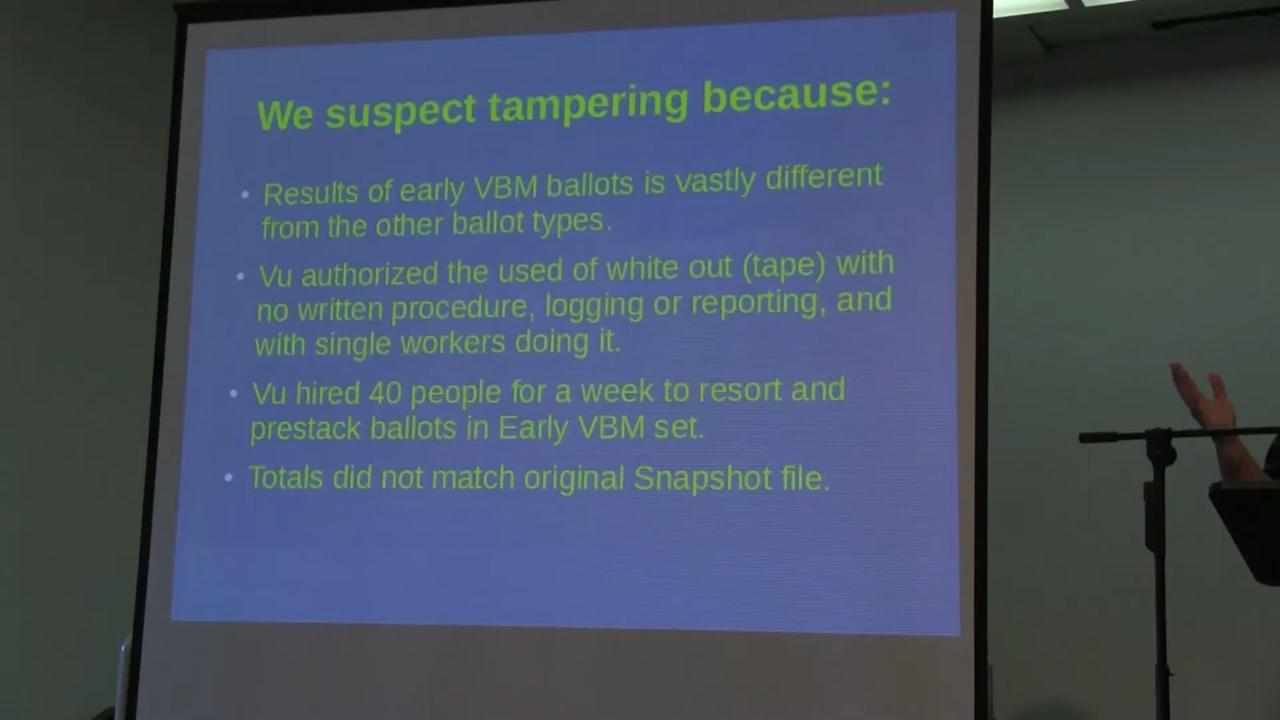 We suspect tampering because:
• Results of early VBM ballots is vastly different
from the other ballot types.
• Vu authorized the used of white out (tape) with
no written procedure, logging or reporting, and
with single workers doing it.
• Vu hired 40 people for a week to resort and
prestack ballots in Early VBM set.
• Totals did not match original Snapshot file.